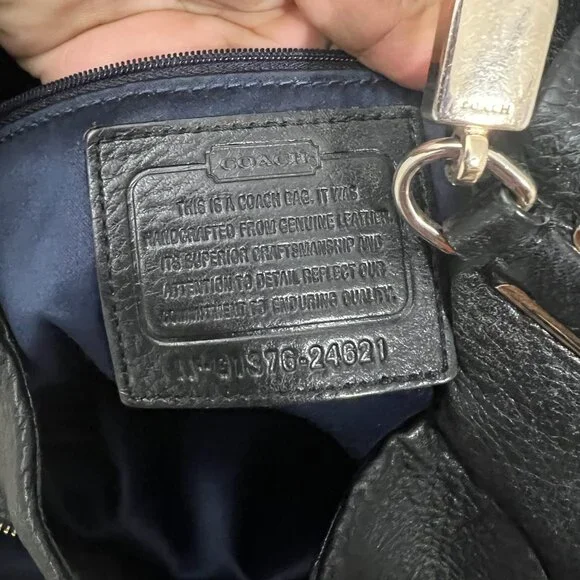 COACH
COACH
THIS IS A COACH BAG. IT WAS
HANDCRAFTED FROM GENUINE LEATHER.
ITS SUPERIOR CRAFTSMANSHIP AND
ATTENTION TO DETAIL REFLECT OUR
COMMITMENT TO ENDURING QUALITY.
-24621